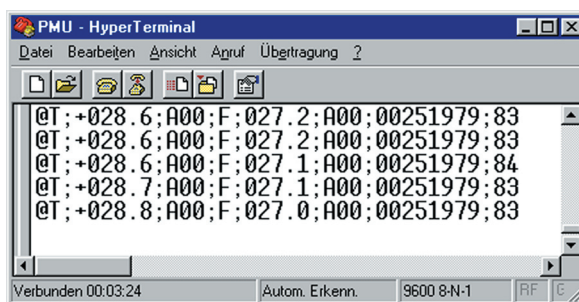 PMU - HyperTerminal
Datei Bearbeiten Ansicht Anruf Übertragung ?
@T;+028.6;A00;F;027.2;A00;00251979;83
@T;+028.6;A00;F;027.2;A00;00251979;83
@T;+028.6;A00;F;027.1;A00;00251979;84
@T;+028.7;A00;F;027.1;A00;00251979;83
@T;+028.8;A00;F;027.0;A00;00251979;83
Verbunden 00:03:24 Autom. Erkenn. 9600 8-N-1 RF G